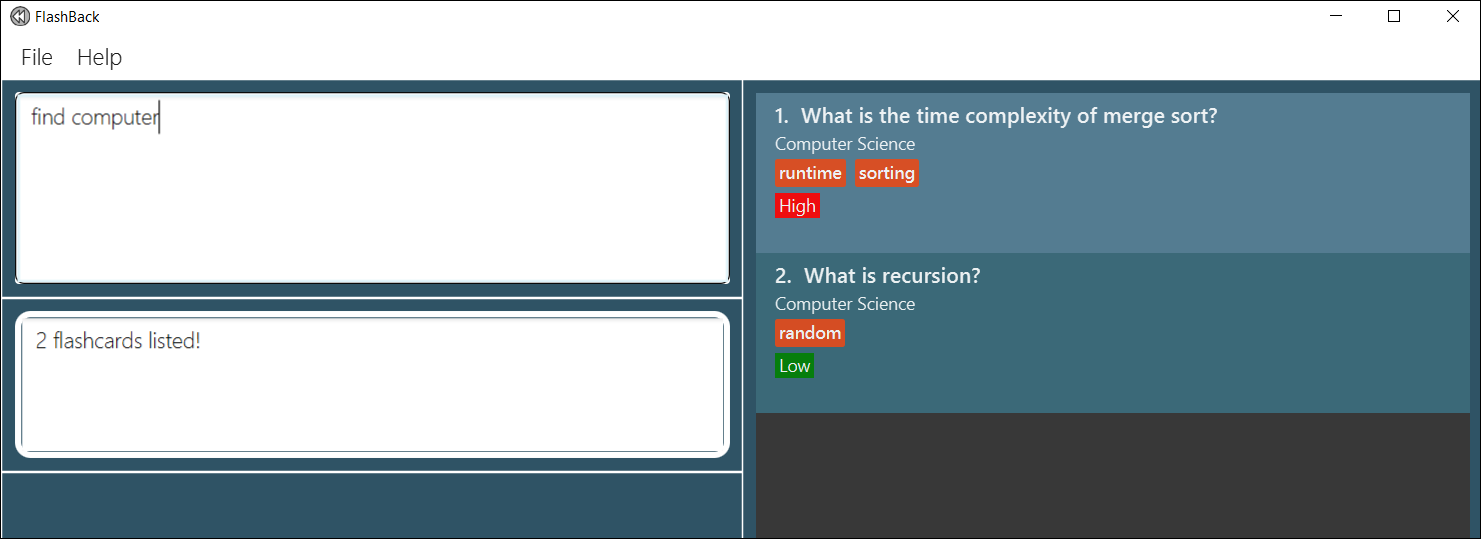 FlashBack
File Help
find computer
2 flashcards listed!
1. What is the time complexity of merge sort?
Computer Science
runtime sorting
High
2. What is recursion?
Computer Science
random
Low